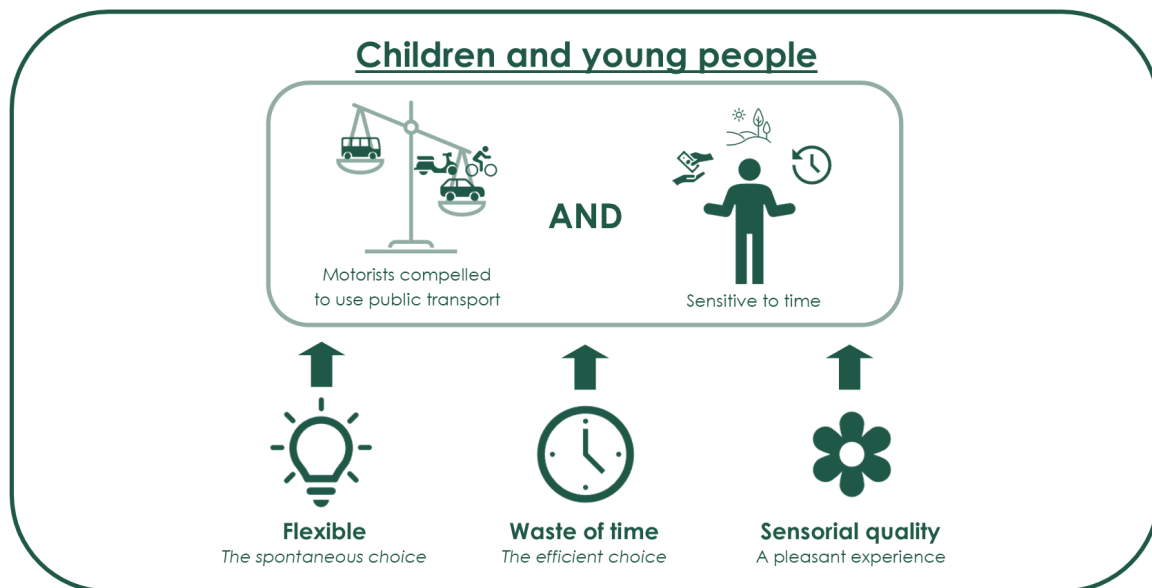 Children and young people
AND
Motorists compelled
to use public transport
Sensitive to time
Flexible
The spontaneous choice
Waste of time
The efficient choice
Sensorial quality
A pleasant experience